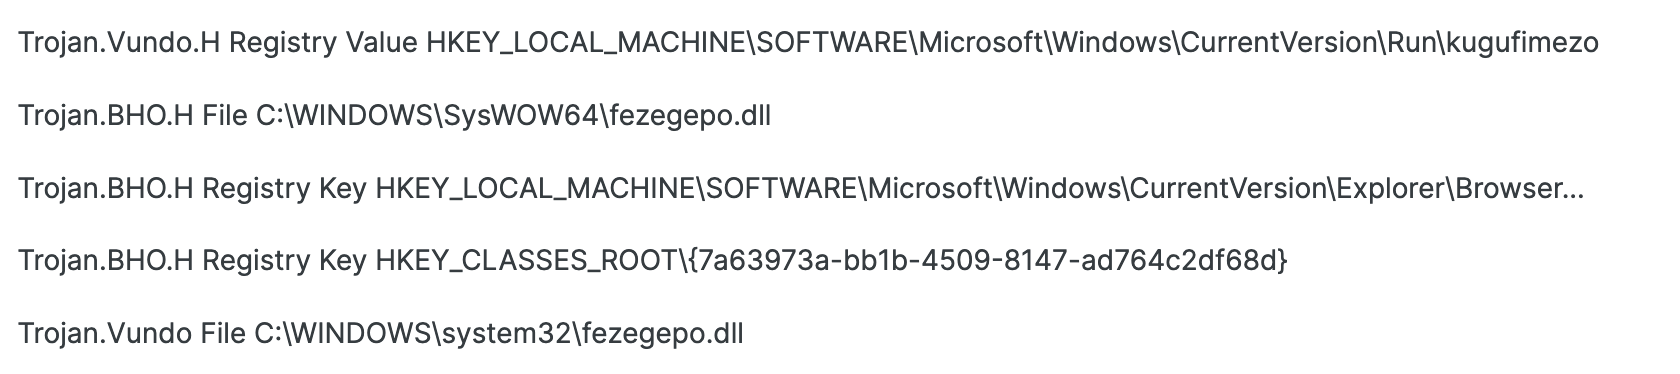 Trojan.Vundo.H Registry Value HKEY_LOCAL_MACHINE\SOFTWARE\Microsoft\Windows\CurrentVersion\Run\kugufimezo
Trojan.BHO.H File C:\WINDOWS\SysWOW64\fezegepo.dll
Trojan.BHO.H Registry Key HKEY_LOCAL_MACHINE\SOFTWARE\Microsoft\Windows\CurrentVersion\Explorer\Browser...
Trojan.BHO.H Registry Key HKEY_CLASSES_ROOT\{7a63973a-bb1b-4509-8147-ad764c2df68d}
Trojan.Vundo File C:\WINDOWS\system32\fezegepo.dll